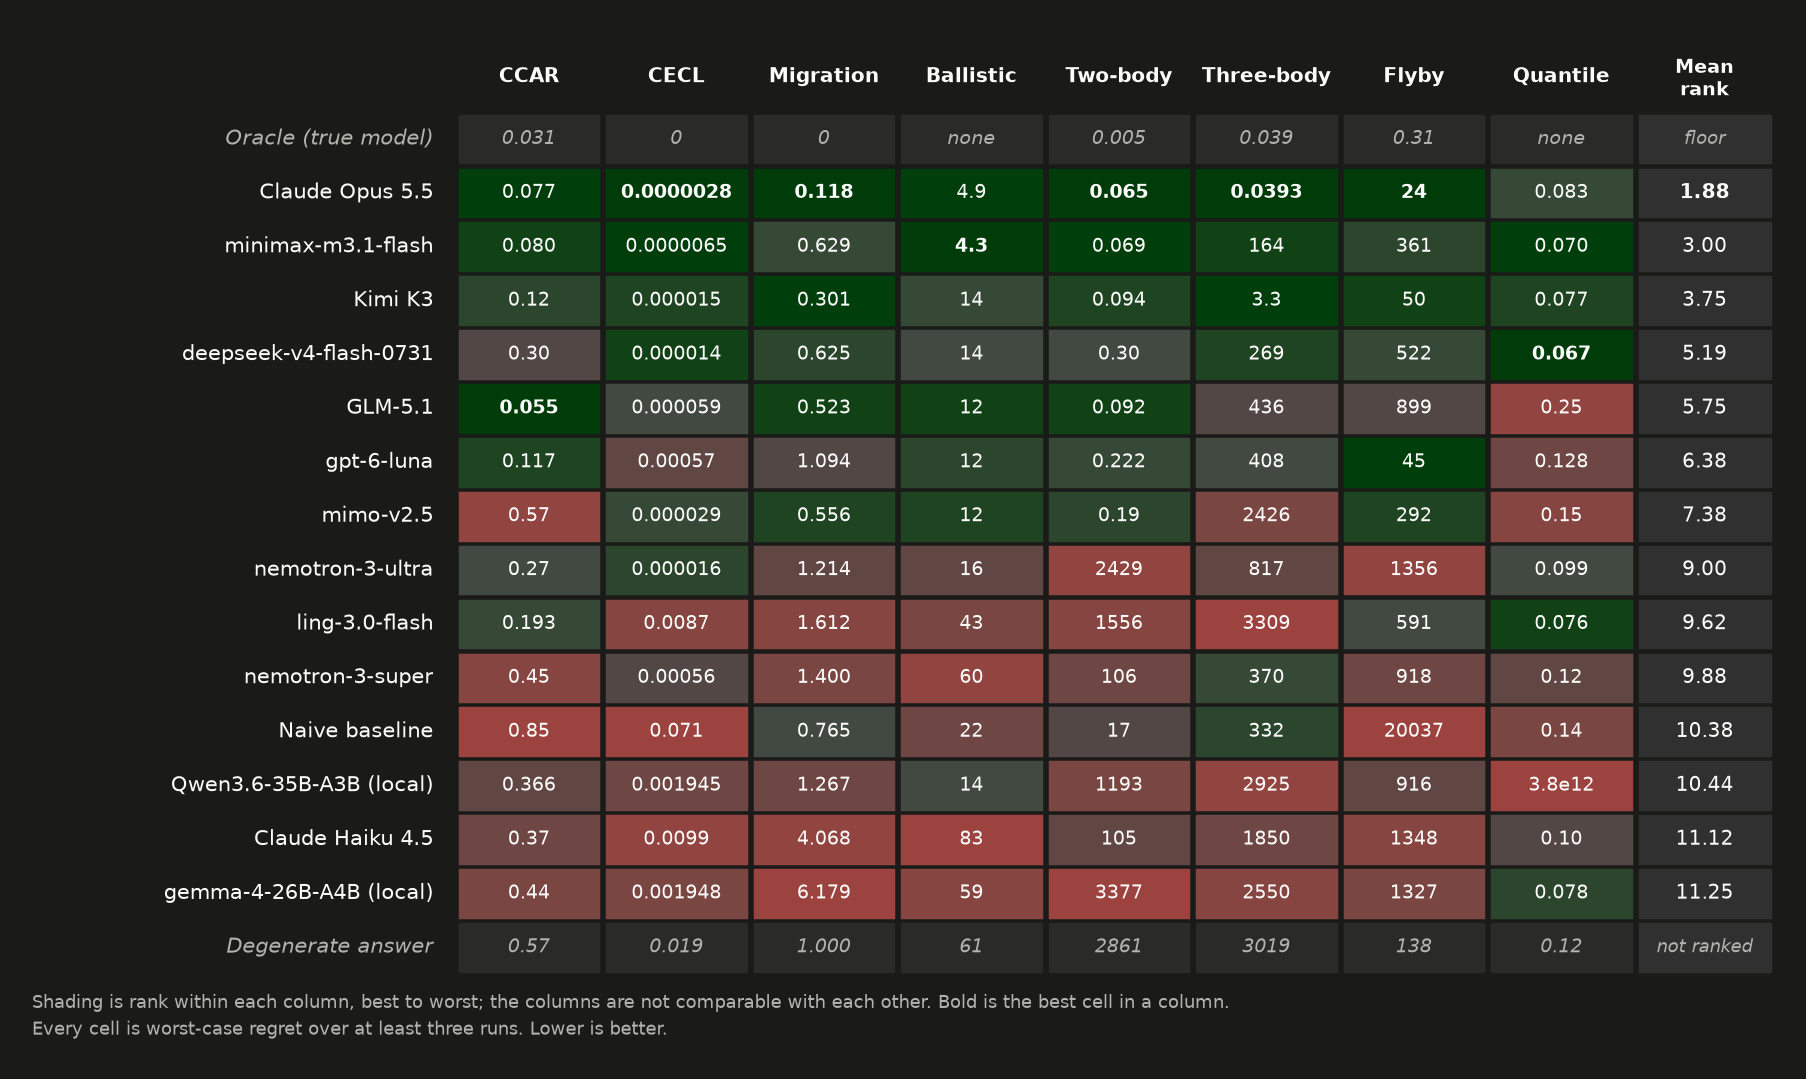 CCAR CECL Migration Ballistic Two-body Three-body Flyby Quantile Mean rank
Oracle (true model) 0.031 0 0 none 0.005 0.039 0.31 none floor
Claude Opus 5.5 0.077 0.0000028 0.118 4.9 0.065 0.0393 24 0.083 1.88
minimax-m3.1-flash 0.080 0.0000065 0.629 4.3 0.069 164 361 0.070 3.00
Kimi K3 0.12 0.000015 0.301 14 0.094 3.3 50 0.077 3.75
deepseek-v4-flash-0731 0.30 0.000014 0.625 14 0.30 269 522 0.067 5.19
GLM-5.1 0.055 0.000059 0.523 12 0.092 436 899 0.25 5.75
gpt-6-luna 0.117 0.00057 1.094 12 0.222 408 45 0.128 6.38
mimo-v2.5 0.57 0.000029 0.556 12 0.19 2426 292 0.15 7.38
nemotron-3-ultra 0.27 0.000016 1.214 16 2429 817 1356 0.099 9.00
ling-3.0-flash 0.193 0.0087 1.612 43 1556 3309 591 0.076 9.62
nemotron-3-super 0.45 0.00056 1.400 60 106 370 918 0.12 9.88
Naive baseline 0.85 0.071 0.765 22 17 332 20037 0.14 10.38
Qwen3.6-35B-A3B (local) 0.366 0.001945 1.267 14 1193 2925 916 3.8e12 10.44
Claude Haiku 4.5 0.37 0.0099 4.068 83 105 1850 1348 0.10 11.12
gemma-4-26B-A4B (local) 0.44 0.001948 6.179 59 3377 2550 1327 0.078 11.25
Degenerate answer 0.57 0.019 1.000 61 2861 3019 138 0.12 not ranked
Shading is rank within each column, best to worst; the columns are not comparable with each other. Bold is the best cell in a column.
Every cell is worst-case regret over at least three runs. Lower is better.